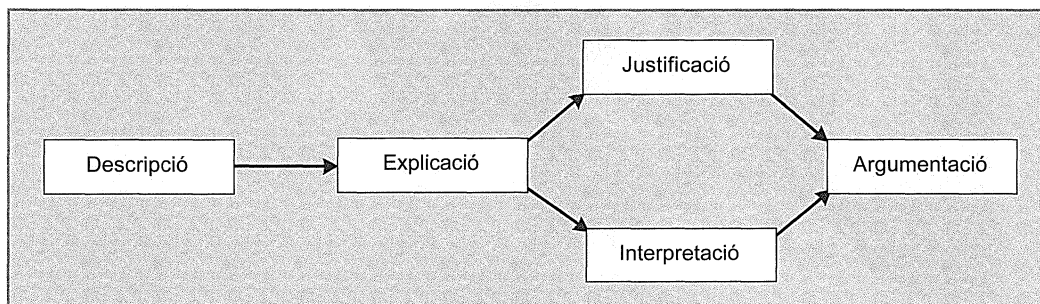 Descripció
Explicació
Justificació
Interpretació
Argumentació